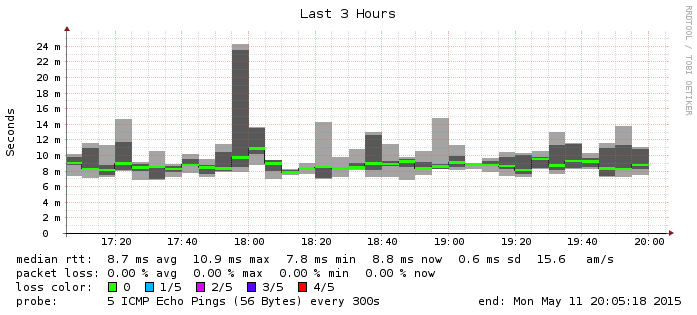 Last 3 Hours
RRDTOOL / TOBI OETIKER
Seconds
24 m
22 m
20 m
18 m
16 m
14 m
12 m
10 m
8 m
6 m
4 m
2 m
0
17:20 17:40 18:00 18:20 18:40 19:00 19:20 19:40 20:00
median rtt: 8.7 ms avg 10.9 ms max 7.8 ms min 8.8 ms now 0.6 ms sd 15.6 am/s
packet loss: 0.00 % avg 0.00 % max 0.00 % min 0.00 % now
loss color: 0 1/5 2/5 3/5 4/5
probe: 5 ICMP Echo Pings (56 Bytes) every 300s end: Mon May 11 20:05:18 2015